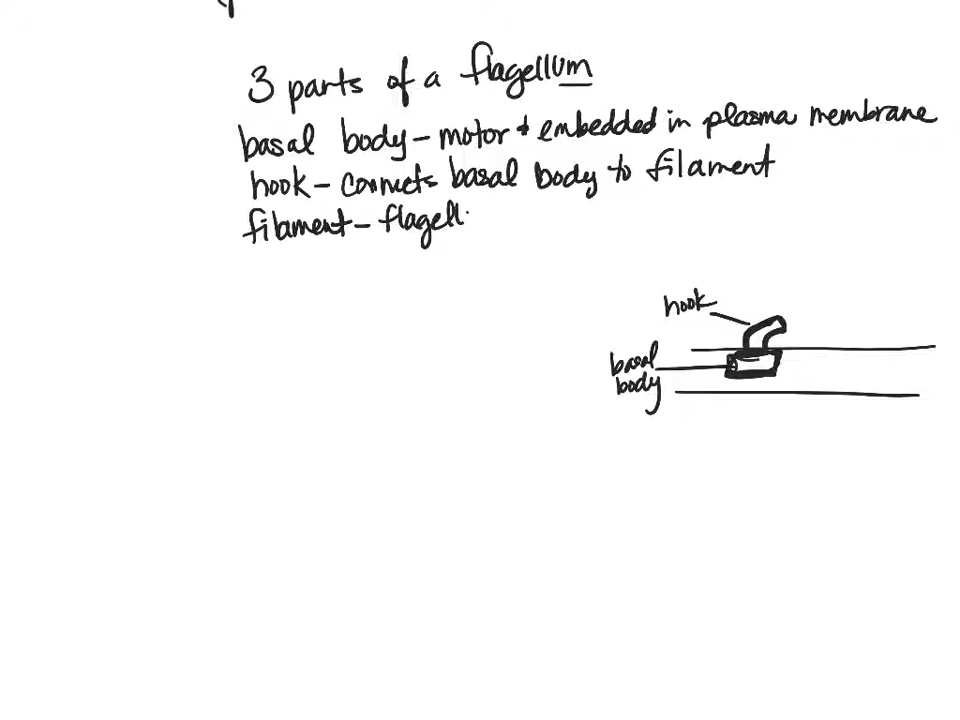 3 parts of a flagellum
basal body - motor + embedded in plasma membrane
hook - connects basal body to filament
filament - flagell
hook
basal
body